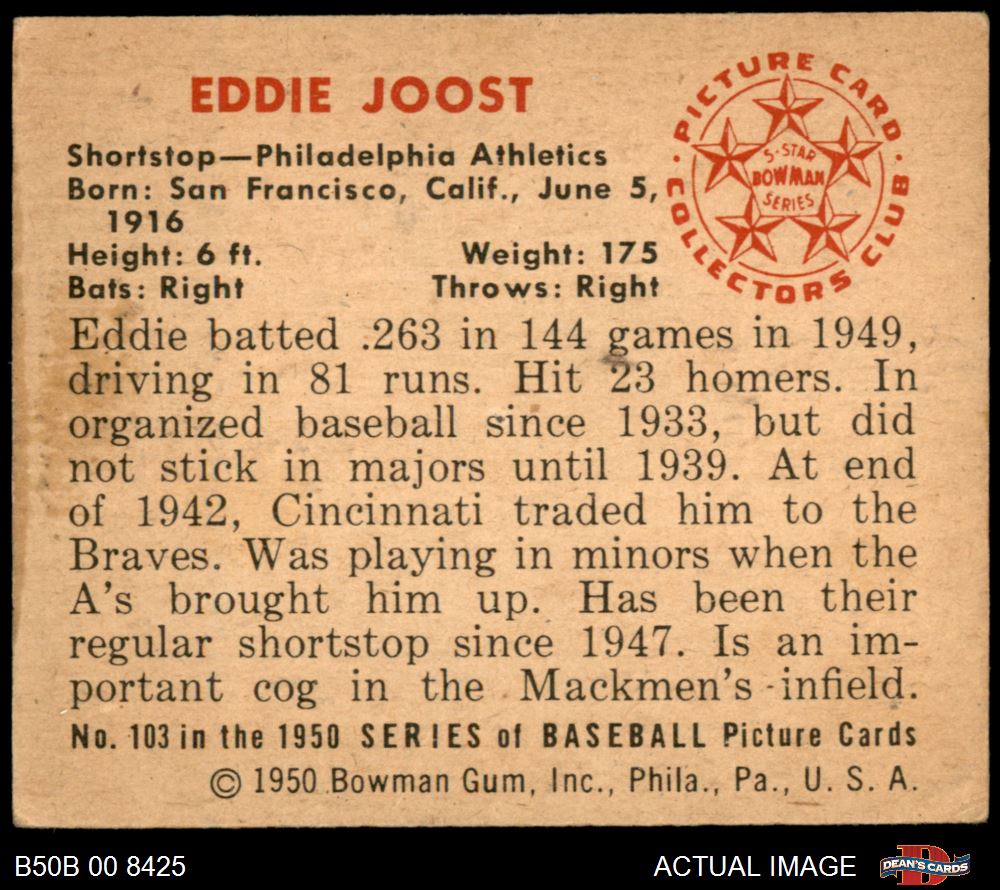 EDDIE JOOST
PICTURE CARD
COLLECTORS CLUB
5-STAR
BOWMAN
SERIES
Shortstop—Philadelphia Athletics
Born: San Francisco, Calif., June 5,
1916
Height: 6 ft. Weight: 175
Bats: Right Throws: Right
Eddie batted .263 in 144 games in 1949,
driving in 81 runs. Hit 23 homers. In
organized baseball since 1933, but did
not stick in majors until 1939. At end
of 1942, Cincinnati traded him to the
Braves. Was playing in minors when the
A's brought him up. Has been their
regular shortstop since 1947. Is an im-
portant cog in the Mackmen's infield.
No. 103 in the 1950 SERIES of BASEBALL Picture Cards
© 1950 Bowman Gum, Inc., Phila., Pa., U. S. A.
B50B 00 8425 ACTUAL IMAGE DEAN'S CARDS